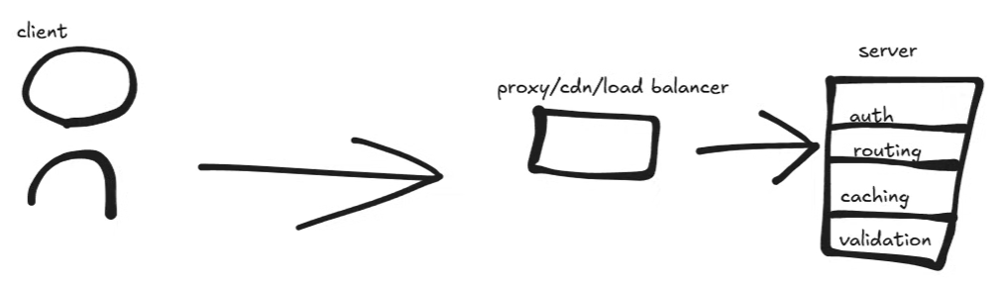 client
proxy/cdn/load balancer
server
auth
routing
caching
validation